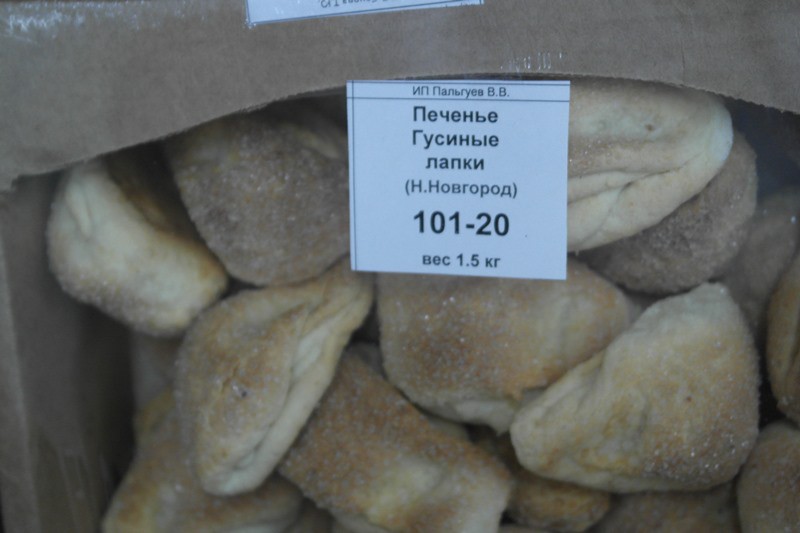 ИП Пальгуев В.В.
Печенье
Гусиные
лапки
(Н.Новгород)
101-20
вес 1.5 кг